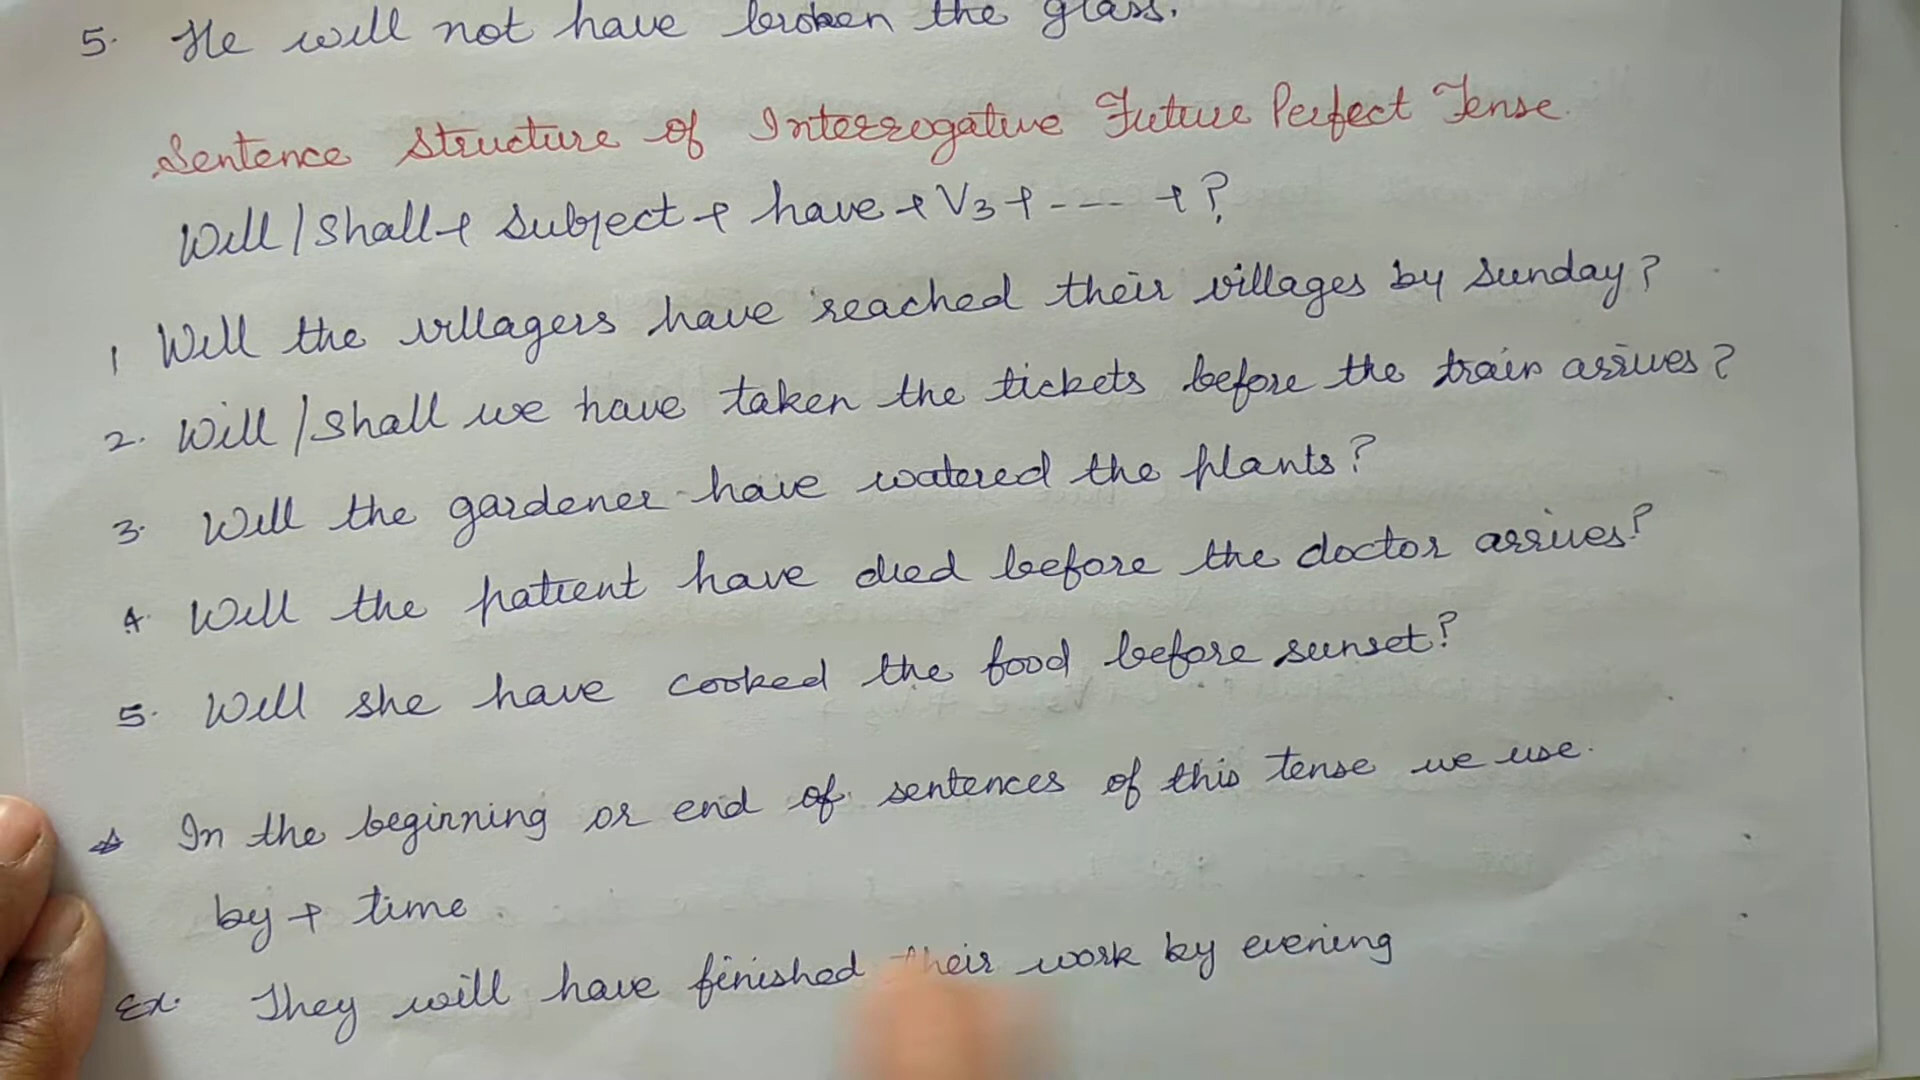 5. He will not have broken the glass.
Sentence structure of Interrogative Future Perfect Tense.
Will/Shall + Subject + have + V3 + --- + ?
1 Will the villagers have reached their villages by Sunday?
2. Will/Shall we have taken the tickets before the train arrives?
3. Will the gardener have watered the plants?
4. Will the patient have died before the doctor arrives?
5. Will she have cooked the food before sunset?
In the beginning or end of sentences of this tense we use.
by + time.
Ex. They will have finished their work by evening